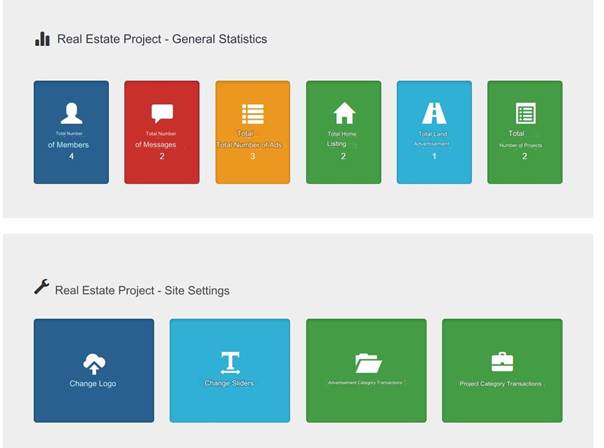 Real Estate Project - General Statistics
Total Number
of Members
4
Total Number
of Messages
2
Total
Total Number of Ads
3
Total Home
Listing
2
Total Land
Advertisement
1
Total
Number of Projects
2
Real Estate Project - Site Settings
Change Logo
Change Sliders
Advertisement Category Transactions
Project Category Transactions